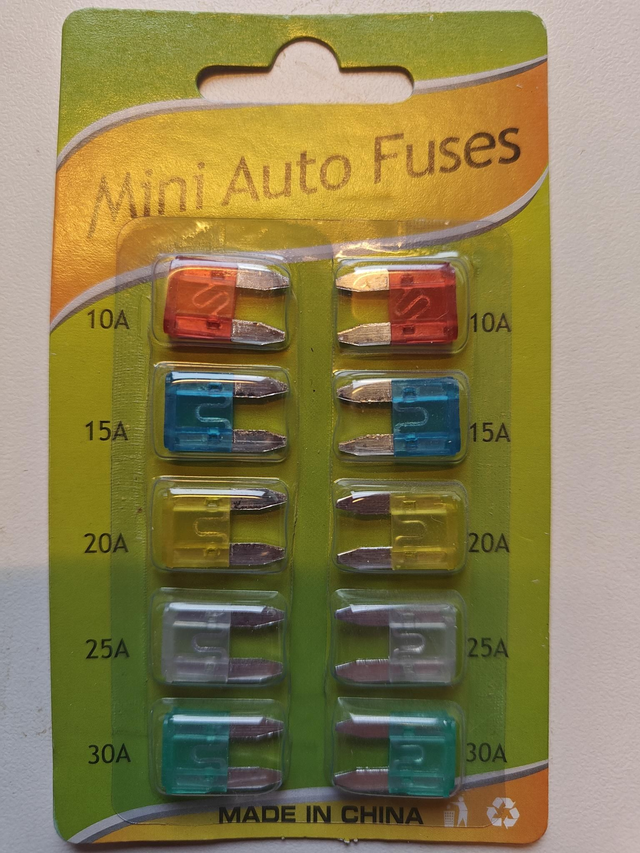 Mini Auto Fuses
10A 10A
15A 15A
20A 20A
25A 25A
30A 30A
MADE IN CHINA